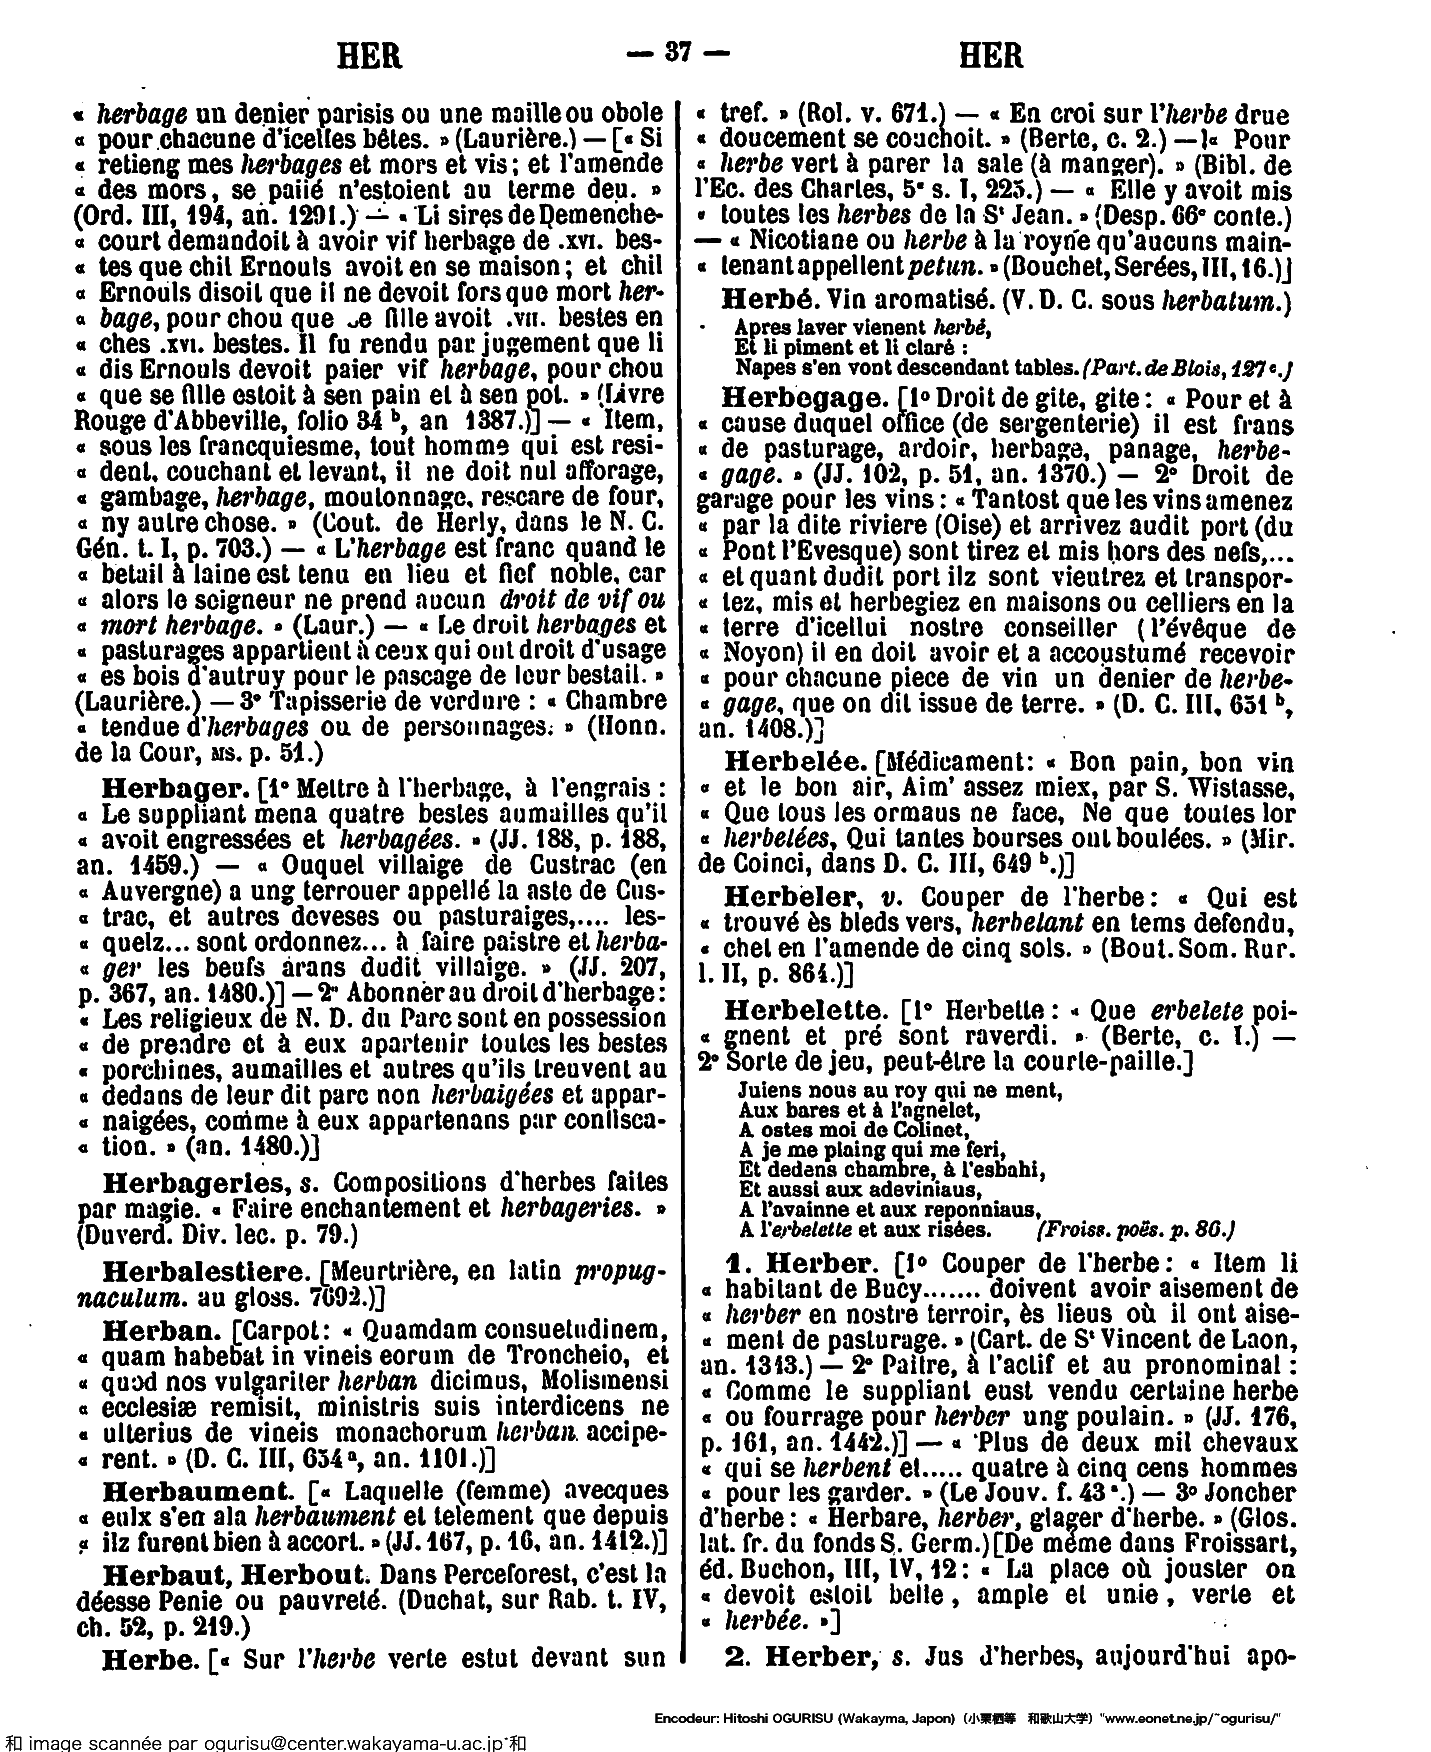 HER — 37 — HER
« herbage un denier parisis ou une maille ou obole
« pour chacune d'icelles bêtes. » (Laurière.) — [« Si
« retieng mes herbages et mors et vis; et l'amende
« des mors, se paiié n'estoient au terme deu. »
(Ord. III, 194, an. 1291.) — « Li sires de Demenche-
« court demandoit à avoir vif herbage de .xvi. bes-
« tes que chil Ernouls avoit en se maison; et chil
« Ernouls disoit que il ne devoit fors que mort her-
« bage, pour chou que se fille avoit .vii. bestes en
« ches .xvi. bestes. Il fu rendu par jugement que li
« dis Ernouls devoit paier vif herbage, pour chou
« que se fille estoit à sen pain et à sen pot. » (Livre
Rouge d'Abbeville, folio 34 b, an 1387.)] — « Item,
« sous les francquiesme, tout homme qui est resi-
« dent, couchant et levant, il ne doit nul afforage,
« gambage, herbage, moutonnage, rescare de four,
« ny autre chose. » (Cout. de Herly, dans le N. C.
Gén. t. I, p. 703.) — « L'herbage est franc quand le
« betail à laine est tenu en lieu et fief noble, car
« alors le seigneur ne prend aucun droit de vif ou
« mort herbage. » (Laur.) — « Le droit herbages et
« pasturages appartient à ceux qui ont droit d'usage
« es bois d'autruy pour le pascage de leur bestail. »
(Laurière.) — 3° Tapisserie de verdure : « Chambre
« tendue d'herbages ou de personnages. » (Honn.
de la Cour, ms. p. 51.)
Herbager. [1° Mettre à l'herbage, à l'engrais :
« Le suppliant mena quatre bestes aumailles qu'il
« avoit engressées et herbagées. » (JJ. 188, p. 188,
an. 1459.) — « Ouquel villaige de Custrac (en
« Auvergne) a ung terrouer appellé la aste de Cus-
« trac, et autres deveses ou pasturaiges,.... les-
« quelz... sont ordonnez... à faire paistre et herba-
« ger les beufs arans dudit villaige. » (JJ. 207,
p. 367, an. 1480.)] — 2° Abonner au droit d'herbage :
« Les religieux de N. D. du Parc sont en possession
« de prendre et à eux apartenir toutes les bestes
« porchines, aumailles et autres qu'ils treuvent au
« dedans de leur dit parc non herbaigées et appar-
« naigées, comme à eux appartenans par confisca-
« tion. » (an. 1480.)]
Herbageries, s. Compositions d'herbes faites
par magie. « Faire enchantement et herbageries. »
(Duverd. Div. lec. p. 79.)
Herbalestiere. [Meurtrière, en latin propug-
naculum. au gloss. 7692.)]
Herban. [Carpot: « Quamdam consuetudinem,
« quam habebat in vineis eorum de Troncheio, et
« quod nos vulgariter herban dicimus, Molismensi
« ecclesiæ remisit, ministris suis interdicens ne
« ulterius de vineis monachorum herban accipe-
« rent. » (D. C. III, 654 a, an. 1101.)]
Herbaument. [« Laquelle (femme) avecques
« eulx s'en ala herbaument et telement que depuis
« ilz furent bien à accort. » (JJ. 167, p. 16, an. 1412.)]
Herbaut, Herbout. Dans Perceforest, c'est la
déesse Penie ou pauvreté. (Duchat, sur Rab. t. IV,
ch. 52, p. 219.)
Herbe. [« Sur l'herbe verte estut devant sun
« tref. » (Rol. v. 671.) — « En croi sur l'herbe drue
« doucement se couchoit. » (Berte, c. 2.) — [« Pour
« herbe vert à parer la sale (à manger). » (Bibl. de
l'Ec. des Chartes, 5e s. I, 225.) — « Elle y avoit mis
« toutes les herbes de la St Jean. » (Desp. 66e conte.)
— « Nicotiane ou herbe à la royne qu'aucuns main-
« tenant appellent petun. » (Bouchet, Serées, III, 16.)]
Herbé. Vin aromatisé. (V. D. C. sous herbatum.)
Apres laver vienent herbé,
Et li piment et li claré :
Napes s'en vont descendant tables. (Part. de Blois, 127 c.)
Herbegage. [1o Droit de gite, gite : « Pour et à
« cause duquel office (de sergenterie) il est frans
« de pasturage, ardoir, herbage, panage, herbe-
« gage. » (JJ. 102, p. 51, an. 1370.) — 2° Droit de
garage pour les vins : « Tantost que les vins amenez
« par la dite riviere (Oise) et arrivez audit port (du
« Pont l'Evesque) sont tirez et mis hors des nefs,...
« et quant dudit port ilz sont vieutrez et transpor-
« tez, mis et herbegiez en maisons ou celliers en la
« terre d'icellui nostre conseiller (l'évêque de
« Noyon) il en doit avoir et a accoustumé recevoir
« pour chacune piece de vin un denier de herbe-
« gage, que on dit issue de terre. » (D. C. III, 651 b,
an. 1408.)]
Herbelée. [Médicament: « Bon pain, bon vin
« et le bon air, Aim' assez miex, par S. Wistasse,
« Que tous les ormaus ne face, Ne que toutes lor
« herbelées, Qui tantes bourses ont boulées. » (Mir.
de Coinci, dans D. C. III, 649 b.)]
Herbeler, v. Couper de l'herbe : « Qui est
« trouvé ès bleds vers, herbelant en tems defendu,
« chet en l'amende de cinq sols. » (Bout. Som. Rur.
l. II, p. 864.)]
Herbelette. [1° Herbette : « Que erbelete poi-
« gnent et pré sont raverdi. » (Berte, c. I.) —
2° Sorte de jeu, peut-être la courte-paille.]
Juiens nous au roy qui ne ment,
Aux bares et à l'agnelet,
A ostes moi de Colinet,
A je me plaing qui me feri,
Et dedans chambre, à l'esbahi,
Et aussi aux adeviniaus,
A l'avainne et aux reponniaus,
A l'erbelette et aux risées. (Froiss. poës. p. 86.)
1. Herber. [1o Couper de l'herbe : « Item li
« habitant de Bucy....... doivent avoir aisement de
« herber en nostre terroir, ès lieus où il ont aise-
« ment de pasturage. » (Cart. de St Vincent de Laon,
an. 1313.) — 2° Paitre, à l'actif et au pronominal :
« Comme le suppliant eust vendu certaine herbe
« ou fourrage pour herber ung poulain. » (JJ. 176,
p. 161, an. 1442.)] — « Plus de deux mil chevaux
« qui se herbent et..... quatre à cinq cens hommes
« pour les garder. » (Le Jouv. f. 43 a.) — 3o Joncher
d'herbe : « Herbare, herber, glager d'herbe. » (Glos.
lat. fr. du fonds S. Germ.) [De même dans Froissart,
éd. Buchon, III, IV, 12 : « La place où jouster on
« devoit estoit belle, ample et unie, verte et
« herbée. »]
2. Herber, s. Jus d'herbes, aujourd'hui apo-
Encodeur: Hitoshi OGURISU (Wakayma, Japon) (小栗栖等 和歌山大学) "www.eonet.ne.jp/~ogurisu/"
和 image scannée par ogurisu@center.wakayama-u.ac.jp 和